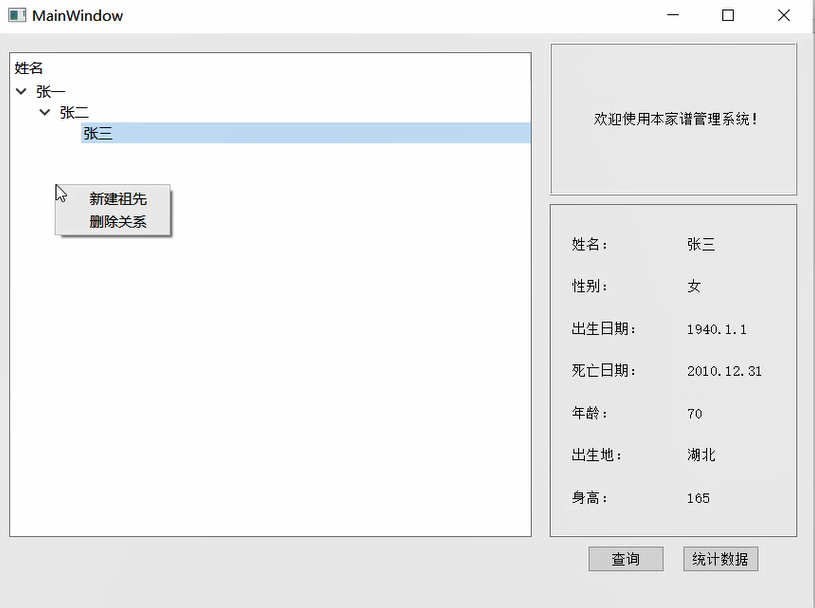 MainWindow
姓名
张一
张二
张三
新建祖先
删除关系
欢迎使用本家谱管理系统！
姓名： 张三
性别： 女
出生日期： 1940.1.1
死亡日期： 2010.12.31
年龄： 70
出生地： 湖北
身高： 165
查询 统计数据